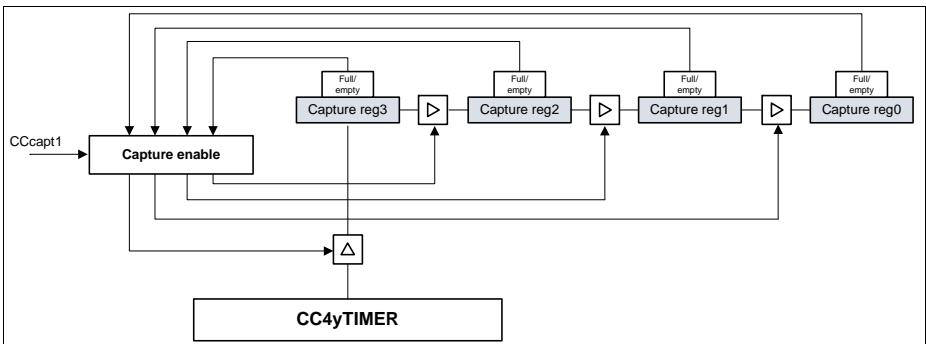 Full/
empty
Full/
empty
Full/
empty
Full/
empty
Capture reg3
Capture reg2
Capture reg1
Capture reg0
CCcapt1
Capture enable
CC4yTIMER